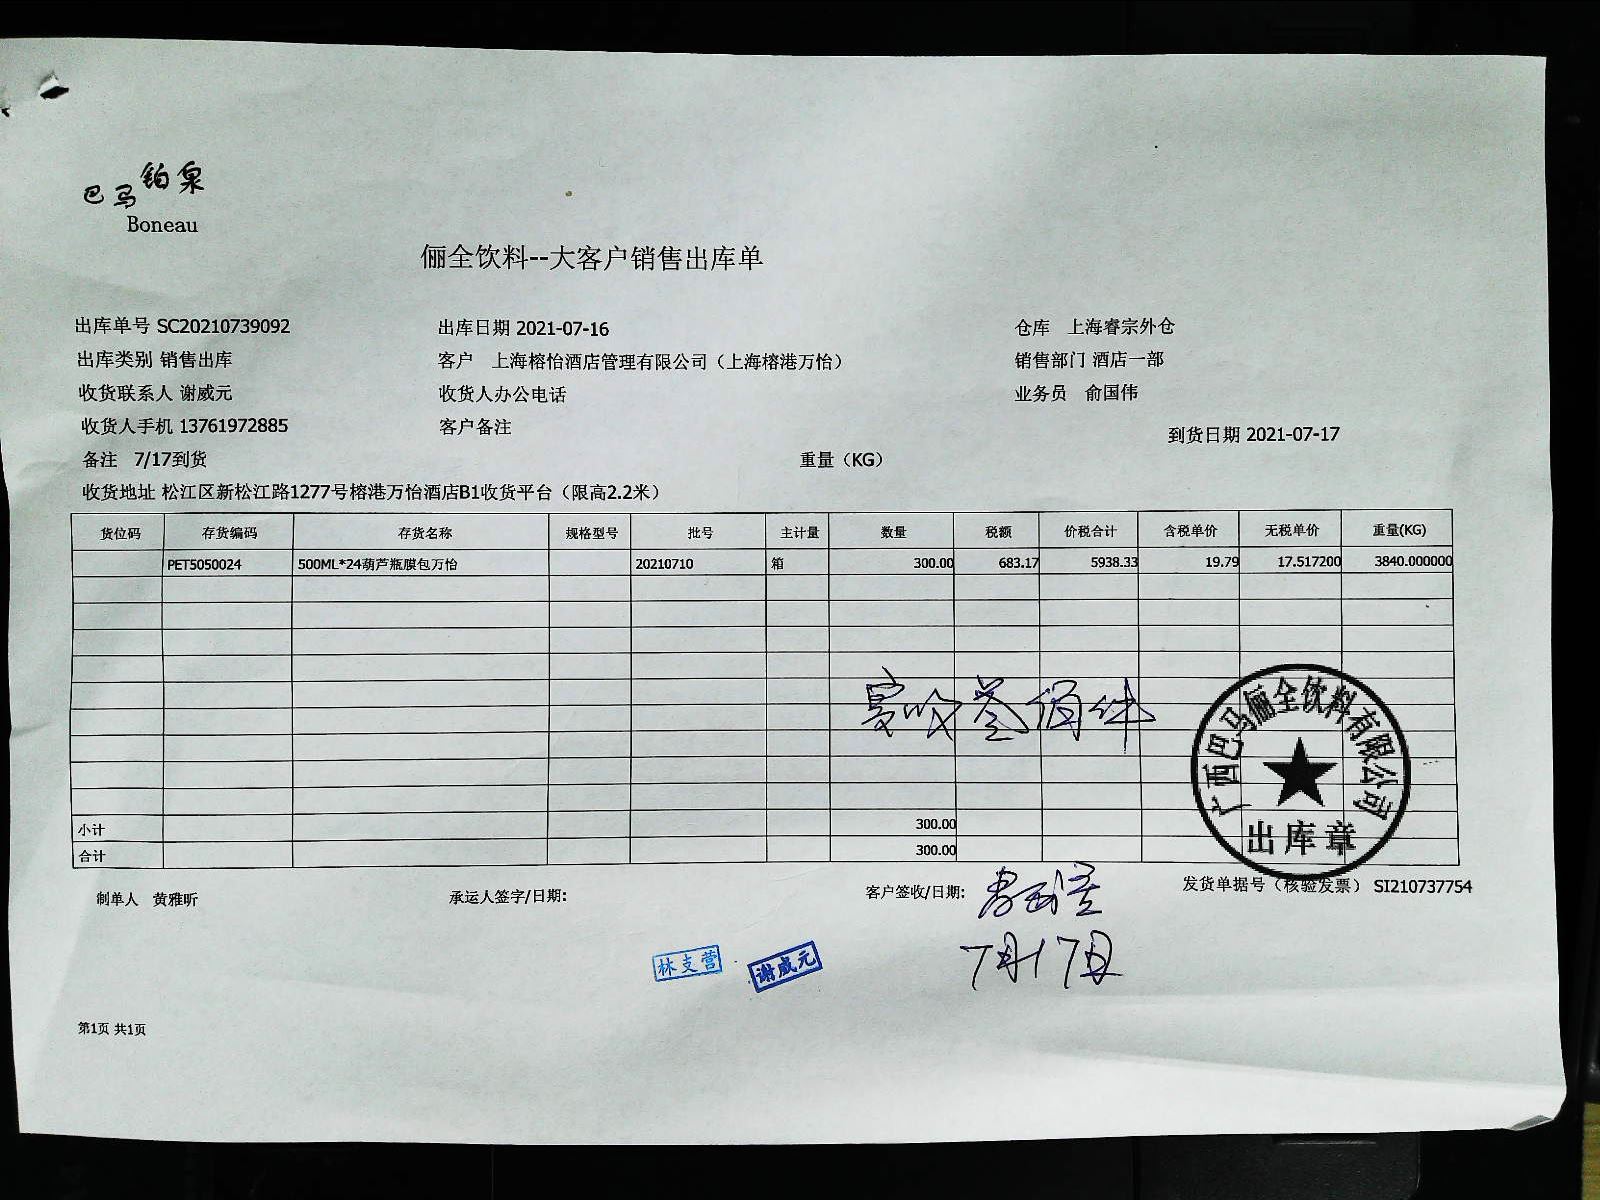 巴马铂泉
Boneau
俪全饮料--大客户销售出库单
出库单号 SC20210739092 出库日期 2021-07-16 仓库 上海睿宗外仓
出库类别 销售出库 客户 上海榕怡酒店管理有限公司（上海榕港万怡） 销售部门 酒店一部
收货联系人 谢威元 收货人办公电话 业务员 俞国伟
收货人手机 13761972885 客户备注 到货日期 2021-07-17
备注 7/17到货 重量（KG）
收货地址 松江区新松江路1277号榕港万怡酒店B1收货平台（限高2.2米）
货位码 存货编码 存货名称 规格型号 批号 主计量 数量 税额 价税合计 含税单价 无税单价 重量(KG)
PET5050024 500ML*24葫芦瓶膜包万怡 20210710 箱 300.00 683.17 5938.33 19.79 17.517200 3840.000000
实收叁佰件
广西巴马俪全饮料有限公司
出库章
小计 300.00
合计 300.00
制单人 黄雅昕 承运人签字/日期: 客户签收/日期: 发货单据号（核验发票） SI210737754
林支营 谢威元 7月17日
第1页 共1页